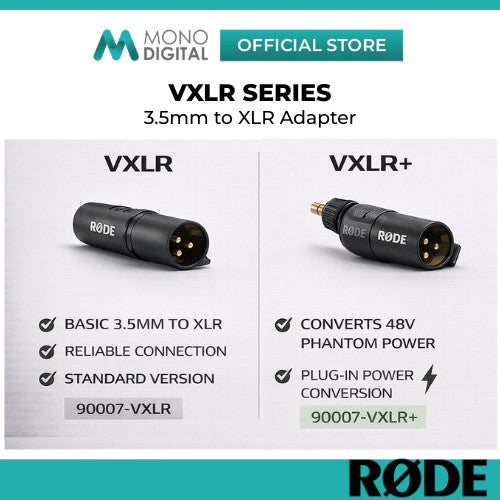 MONO
DIGITAL
OFFICIAL STORE
VXLR SERIES
3.5mm to XLR Adapter
VXLR
VXLR+
RØDE
RØDE RØDE
BASIC 3.5MM TO XLR
RELIABLE CONNECTION
STANDARD VERSION
90007-VXLR
CONVERTS 48V
PHANTOM POWER
PLUG-IN POWER
CONVERSION
90007-VXLR+
RØDE